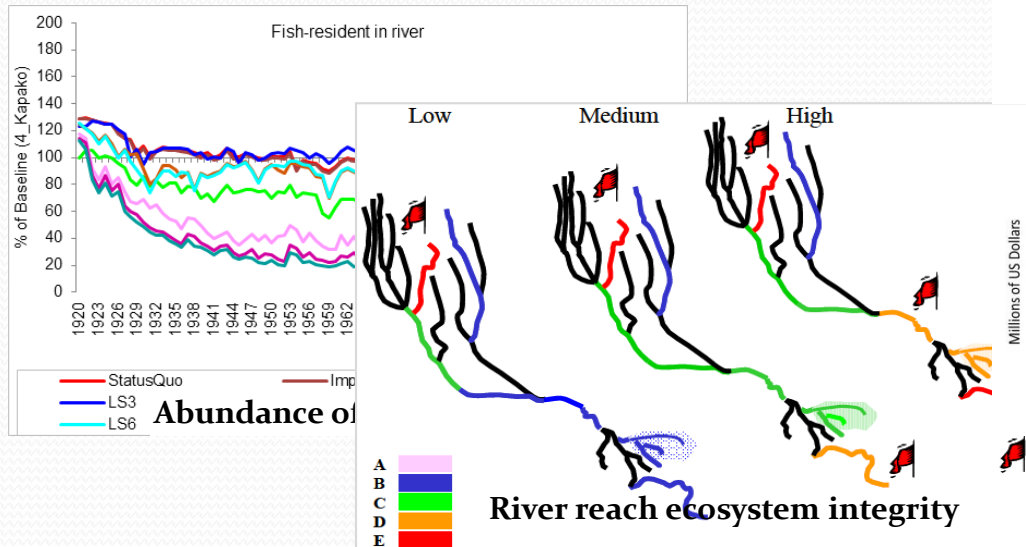 Fish-resident in river
% of Baseline (4_Kapako)
200
180
160
140
120
100
80
60
40
20
0
1920
1923
1926
1929
1932
1935
1938
1941
1944
1947
1950
1953
1956
1959
1962
StatusQuo
Imp
LS3
LS6
Abundance of
Low
Medium
High
A
B
C
D
E
River reach ecosystem integrity
Millions of US Dollars